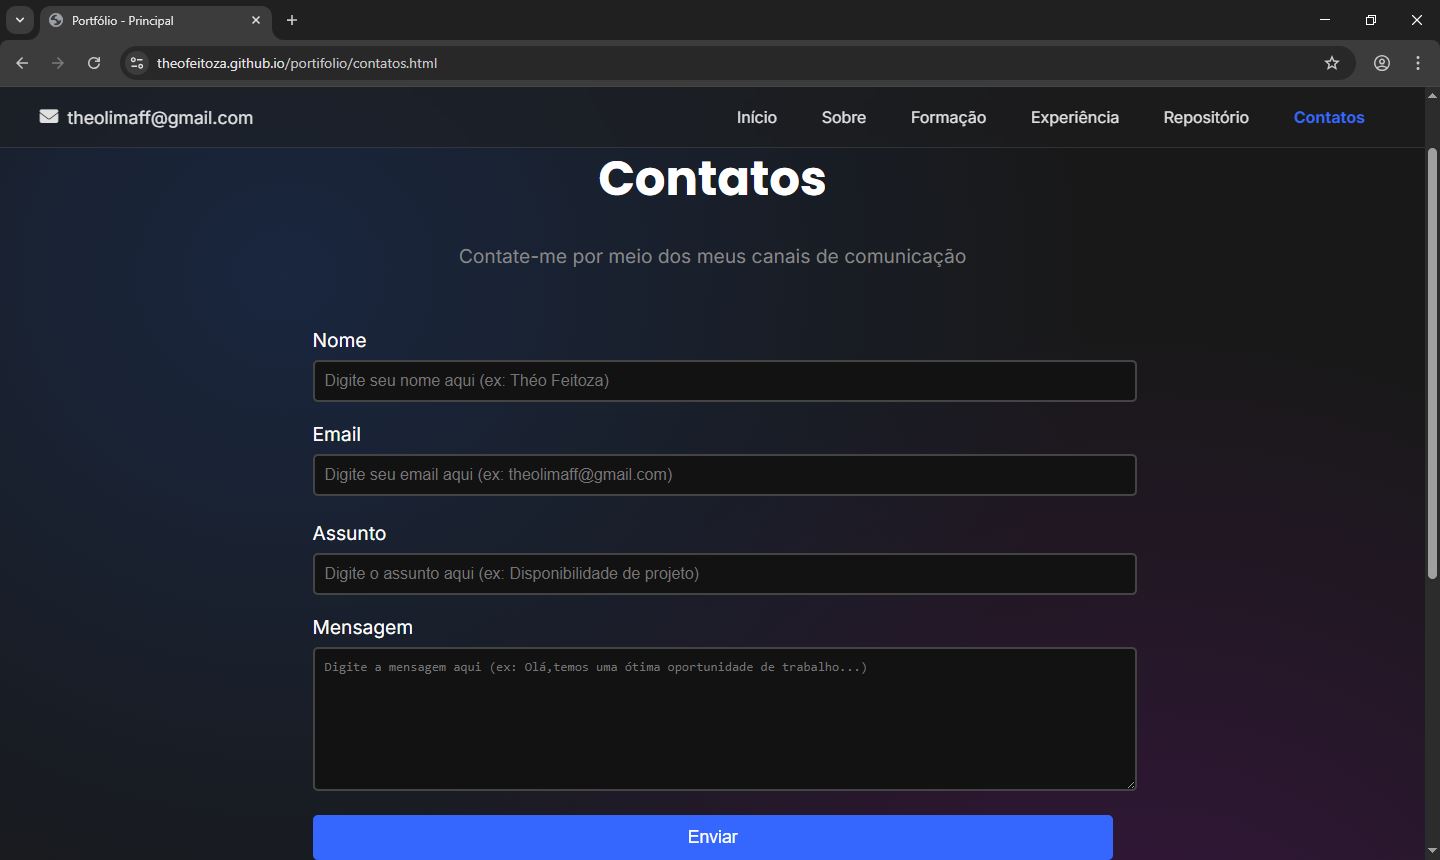 Portfólio - Principal
theofeitoza.github.io/portifolio/contatos.html
theolimaff@gmail.com Início Sobre Formação Experiência Repositório Contatos
Contatos
Contate-me por meio dos meus canais de comunicação
Nome
Digite seu nome aqui (ex: Théo Feitoza)
Email
Digite seu email aqui (ex: theolimaff@gmail.com)
Assunto
Digite o assunto aqui (ex: Disponibilidade de projeto)
Mensagem
Digite a mensagem aqui (ex: Olá,temos uma ótima oportunidade de trabalho...)
Enviar